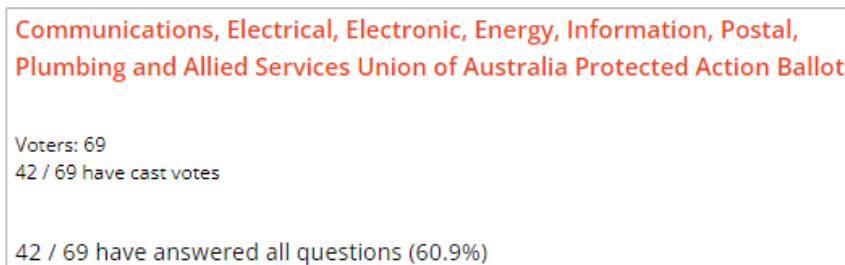 Communications, Electrical, Electronic, Energy, Information, Postal,
Plumbing and Allied Services Union of Australia Protected Action Ballot
Voters: 69
42 / 69 have cast votes
42 / 69 have answered all questions (60.9%)